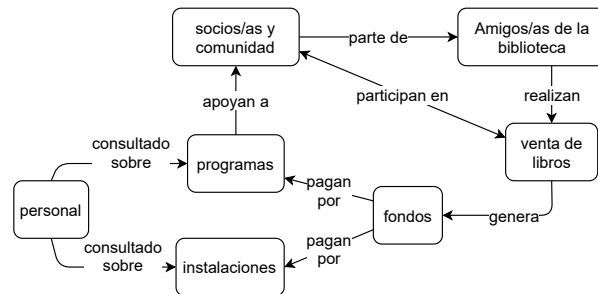 socios/as y
comunidad
parte de
Amigos/as de la
biblioteca
apoyan a
participan en
realizan
consultado
sobre
programas
venta de
libros
personal
pagan
por
fondos
genera
consultado
sobre
instalaciones
pagan
por